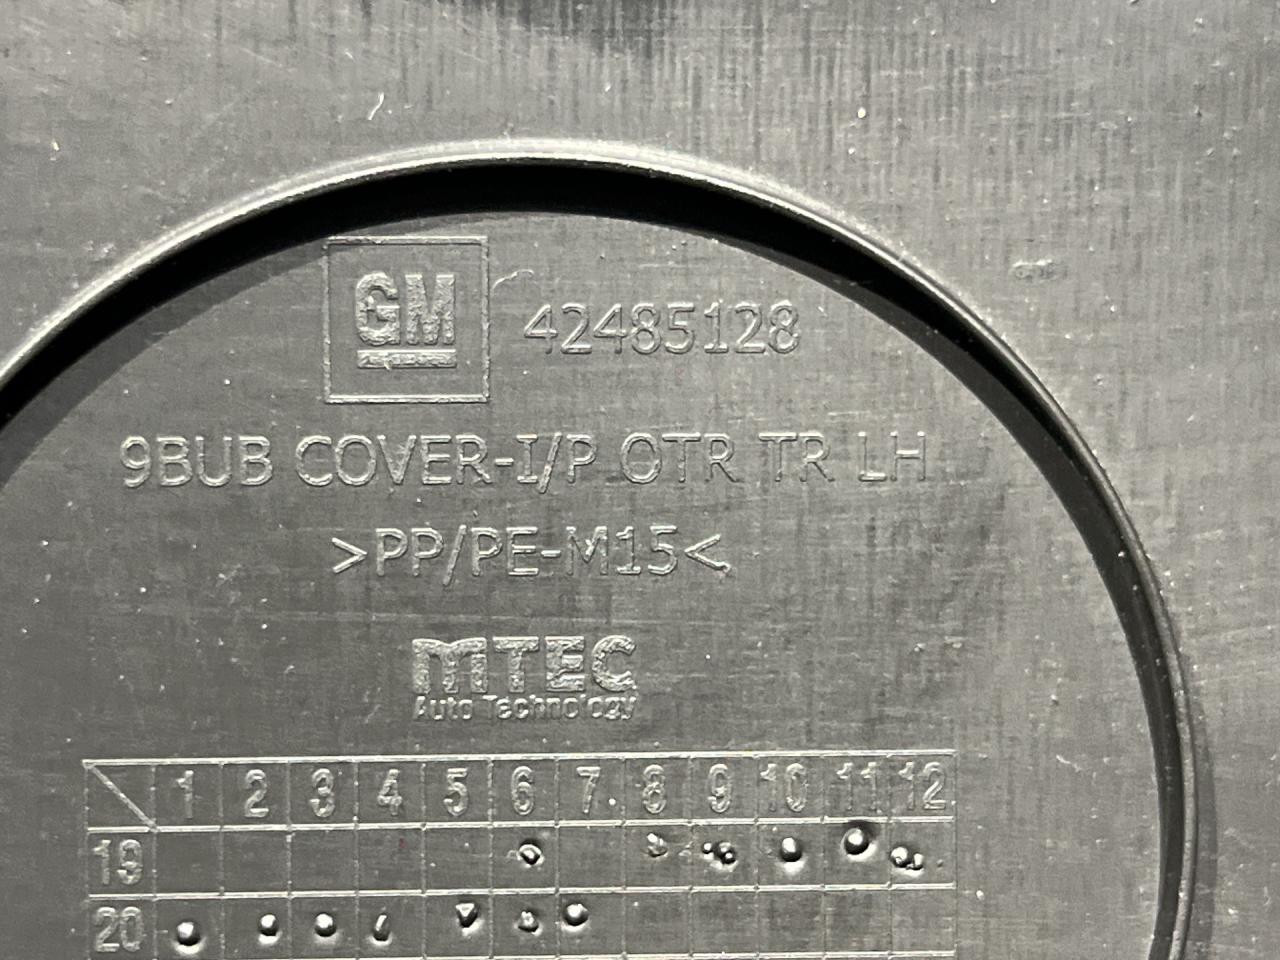 GM
42485128
9BUB COVER-I/P OTR TR LH
>PP/PE-M15<
MTEC
Auto Technology
1 2 3 4 5 6 7 8 9 10 11 12
19
20